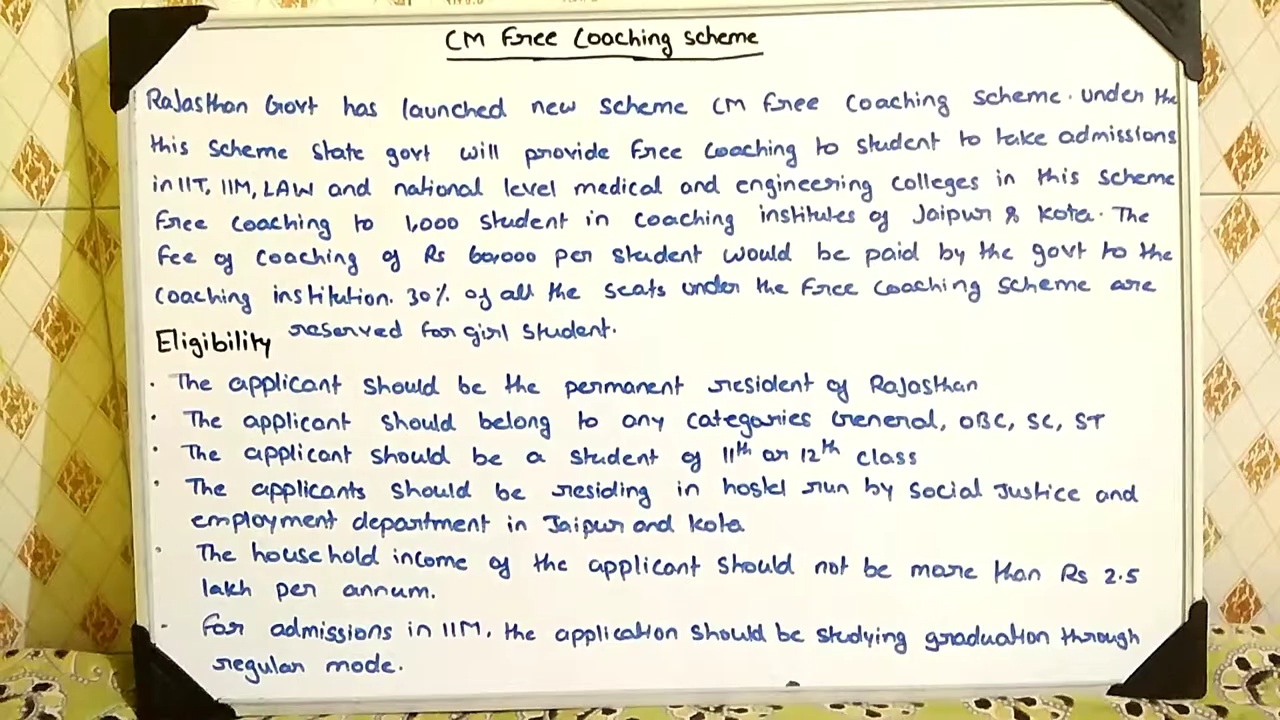 CM Free Coaching scheme
Rajasthan Govt has launched new scheme CM free coaching scheme. under the
this scheme state govt will provide free coaching to student to take admissions
in IIT, IIM, LAW and national level medical and engineering colleges in this scheme
free coaching to 1,000 student in coaching institutes of Jaipur & Kota. The
fee of coaching of Rs 60,000 per student would be paid by the govt to the
coaching institution. 30% of all the seats under the free coaching scheme are
reserved for girl student.
Eligibility
· The applicant should be the permanent resident of Rajasthan
· The applicant should belong to any categories General, OBC, SC, ST
· The applicant should be a student of 11th or 12th class
· The applicants should be residing in hostel run by social Justice and
employment department in Jaipur and Kota
· The household income of the applicant should not be more than Rs 2.5
lakh per annum.
- for admissions in IIM, the application should be studying graduation through
regular mode.